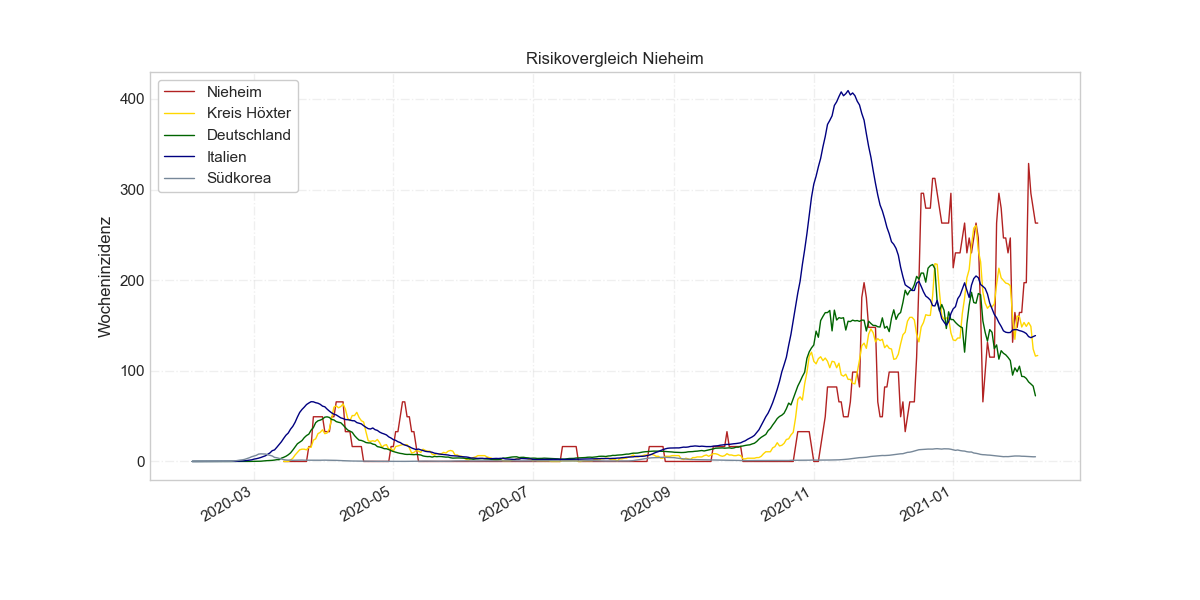 Risikovergleich Nieheim
Nieheim
Kreis Höxter
Deutschland
Italien
Südkorea
Wocheninzidenz
400
300
200
100
0
2020-03
2020-05
2020-07
2020-09
2020-11
2021-01